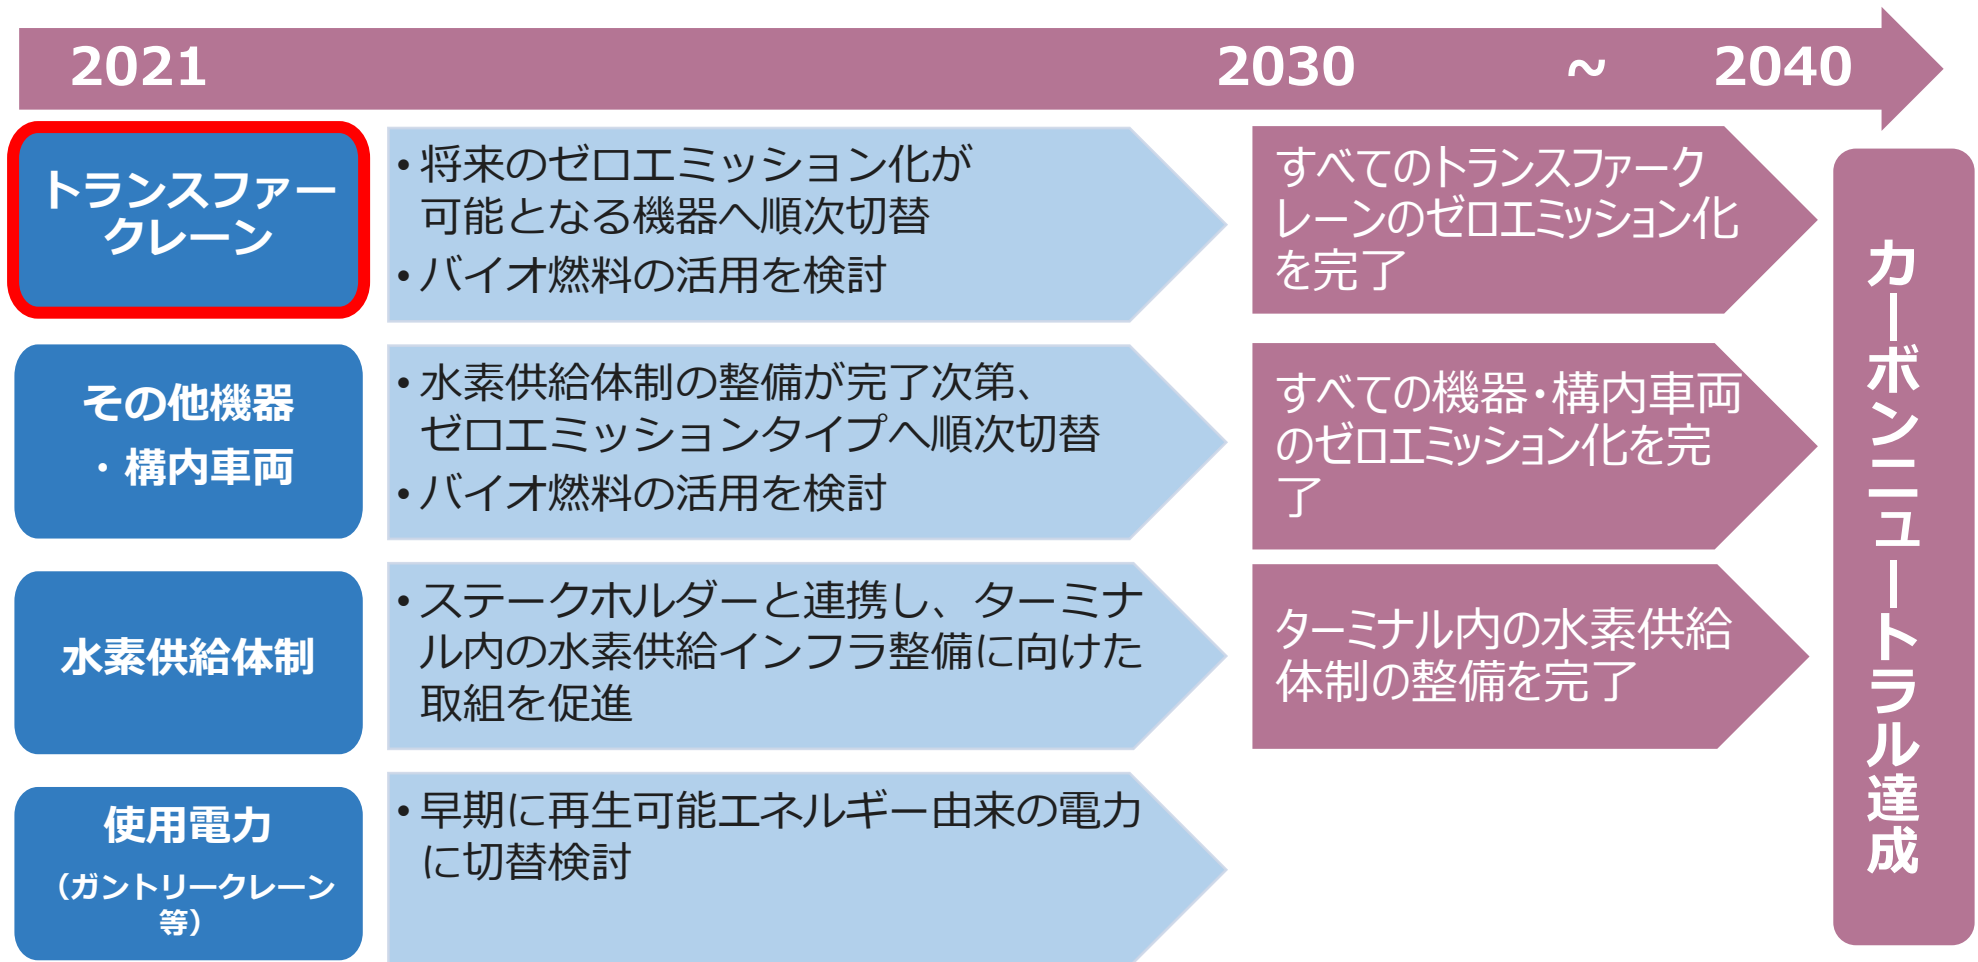 2021 2030 ~ 2040
トランスファー
クレーン
• 将来のゼロエミッション化が
可能となる機器へ順次切替
• バイオ燃料の活用を検討
すべてのトランスファーク
レーンのゼロエミッション化
を完了
その他機器
・構内車両
• 水素供給体制の整備が完了次第、
ゼロエミッションタイプへ順次切替
• バイオ燃料の活用を検討
すべての機器・構内車両
のゼロエミッション化を完
了
水素供給体制
• ステークホルダーと連携し、ターミナ
ル内の水素供給インフラ整備に向けた
取組を促進
ターミナル内の水素供給
体制の整備を完了
使用電力
（ガントリークレーン
等）
• 早期に再生可能エネルギー由来の電力
に切替検討
カーボンニュートラル達成